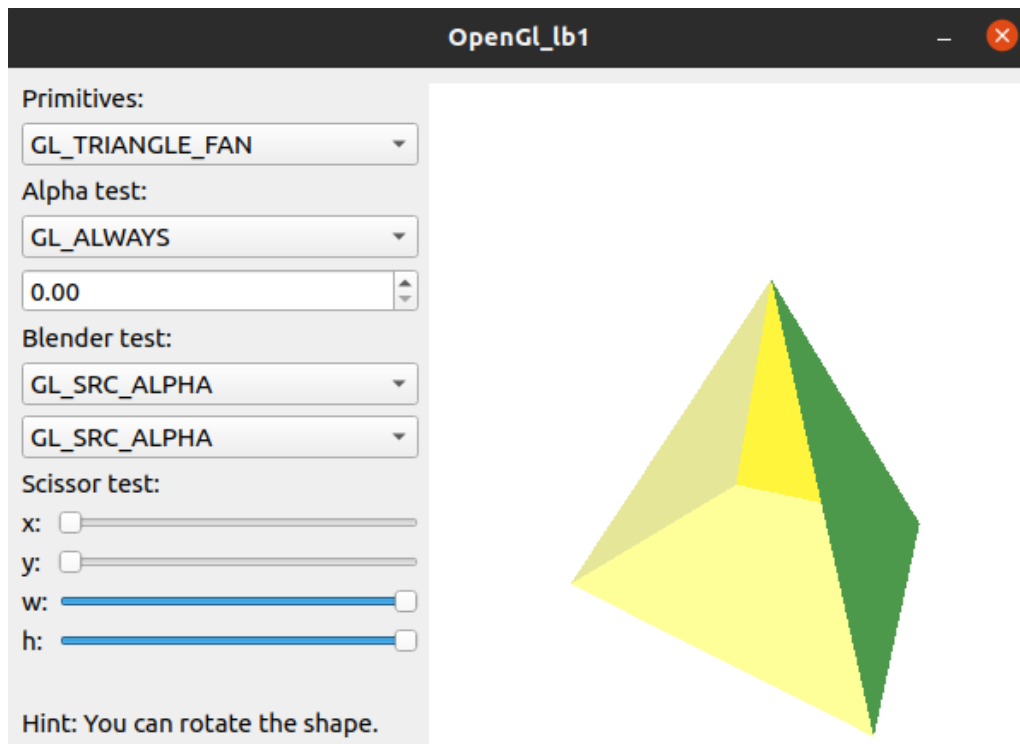 OpenGl_lb1
Primitives:
GL_TRIANGLE_FAN
Alpha test:
GL_ALWAYS
0.00
Blender test:
GL_SRC_ALPHA
GL_SRC_ALPHA
Scissor test:
x:
y:
w:
h:
Hint: You can rotate the shape.